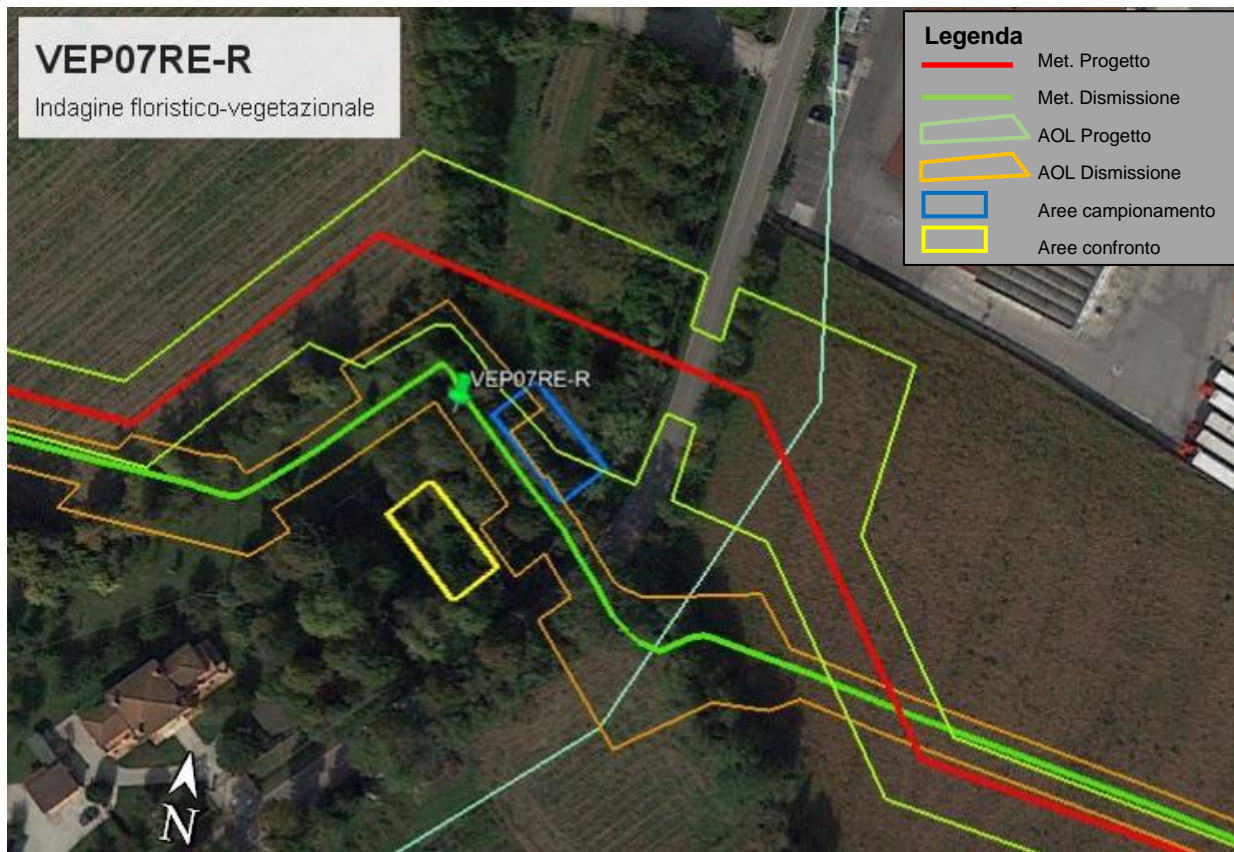 VEP07RE-R
Indagine floristico-vegetazionale
Legenda
Met. Progetto
Met. Dismissione
AOL Progetto
AOL Dismissione
Aree campionamento
Aree confronto
VEP07RE-R
N